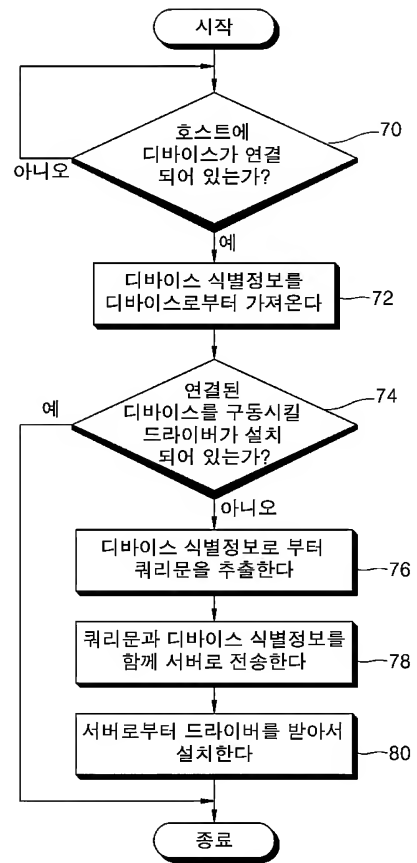 시작
호스트에
디바이스가 연결
되어 있는가?
70
아니오
예
디바이스 식별정보를
디바이스로부터 가져온다
72
연결된
디바이스를 구동시킬
드라이버가 설치
되어 있는가?
74
예
아니오
디바이스 식별정보로 부터
쿼리문을 추출한다
76
쿼리문과 디바이스 식별정보를
함께 서버로 전송한다
78
서버로부터 드라이버를 받아서
설치한다
80
종료